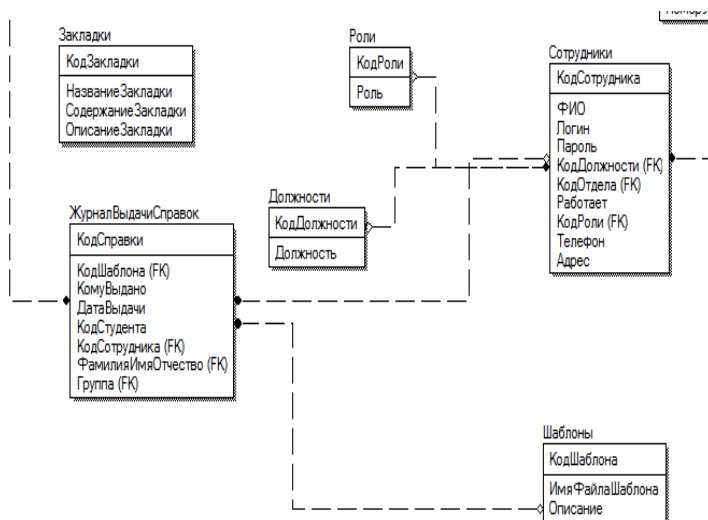 Закладки
КодЗакладки
НазваниеЗакладки
СодержаниеЗакладки
ОписаниеЗакладки
Роли
КодРоли
Роль
Сотрудники
КодСотрудника
ФИО
Логин
Пароль
КодДолжности (FK)
КодОтдела (FK)
Работает
КодРоли (FK)
Телефон
Адрес
Должности
КодДолжности
Должность
ЖурналВыдачиСправок
КодСправки
КодШаблона (FK)
КомуВыдано
ДатаВыдачи
КодСтудента
КодСотрудника (FK)
ФамилияИмяОтчество (FK)
Группа (FK)
Шаблоны
КодШаблона
ИмяФайлаШаблона
Описание